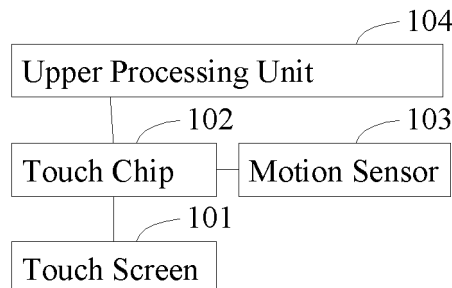 104
Upper Processing Unit
102
103
Touch Chip
Motion Sensor
101
Touch Screen